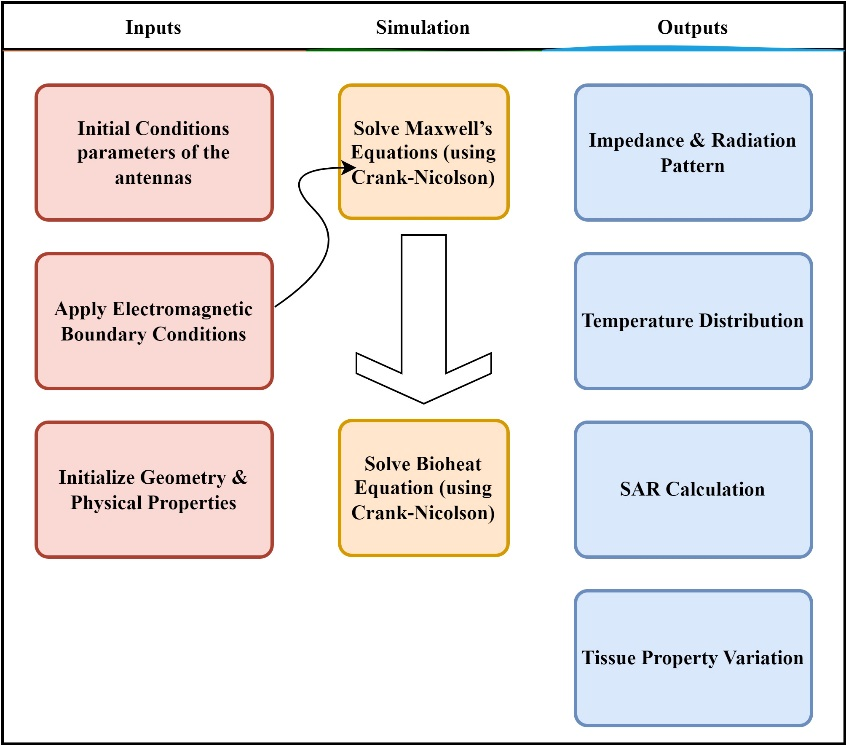 Inputs
Simulation
Outputs
Initial Conditions
parameters of the
antennas
Apply Electromagnetic
Boundary Conditions
Initialize Geometry &
Physical Properties
Solve Maxwell's
Equations (using
Crank-Nicolson)
Solve Bioheat
Equation (using
Crank-Nicolson)
Impedance & Radiation
Pattern
Temperature Distribution
SAR Calculation
Tissue Property Variation